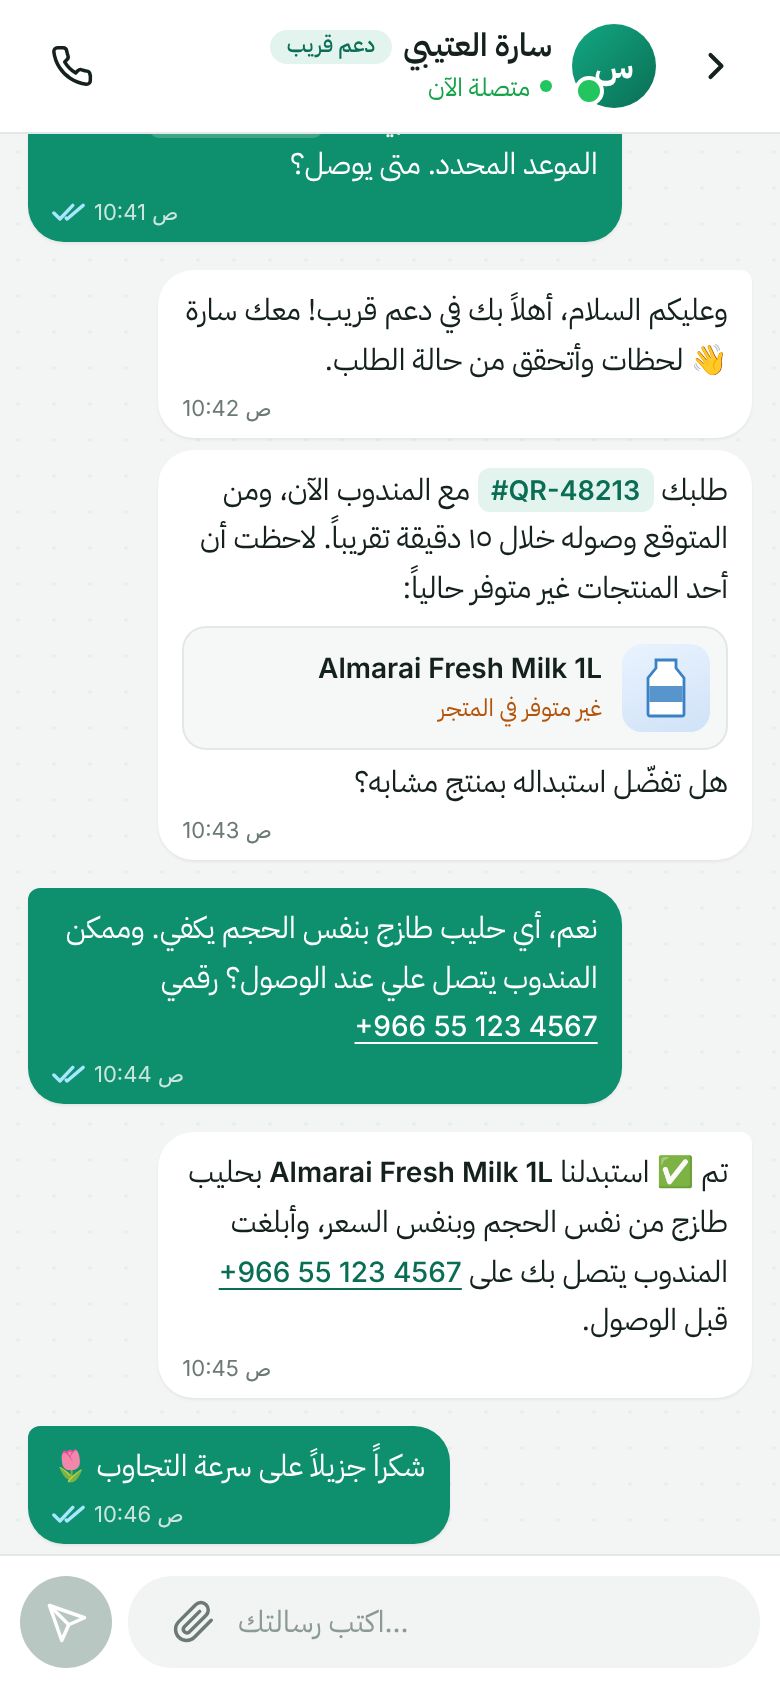 سارة العتيبي دعم قريب
س
متصلة الآن
الموعد المحدد. متى يوصل؟
10:41 ص
وعليكم السلام، أهلاً بك في دعم قريب! معك سارة
👋 لحظات وأتحقق من حالة الطلب.
10:42 ص
طلبك #QR-48213 مع المندوب الآن، ومن
المتوقع وصوله خلال ١٥ دقيقة تقريباً. لاحظت أن
أحد المنتجات غير متوفر حالياً:
Almarai Fresh Milk 1L
غير متوفر في المتجر
هل تفضّل استبداله بمنتج مشابه؟
10:43 ص
نعم، أي حليب طازج بنفس الحجم يكفي. وممكن
المندوب يتصل علي عند الوصول؟ رقمي
+966 55 123 4567
10:44 ص
تم ✅ استبدلنا Almarai Fresh Milk 1L بحليب
طازج من نفس الحجم وبنفس السعر، وأبلغت
المندوب يتصل بك على +966 55 123 4567
قبل الوصول.
10:45 ص
شكراً جزيلاً على سرعة التجاوب 🌷
10:46 ص
اكتب رسالتك...